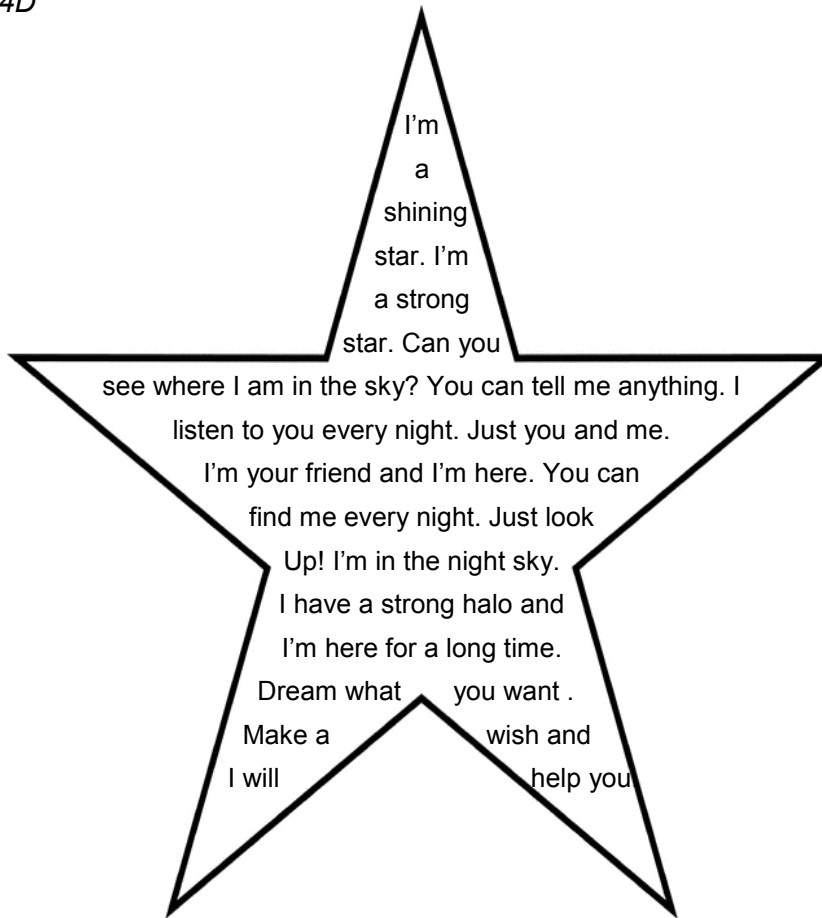 4D
I’m
a
shining
star. I’m
a strong
star. Can you
see where I am in the sky? You can tell me anything. I
listen to you every night. Just you and me.
I’m your friend and I’m here. You can
find me every night. Just look
Up! I’m in the night sky.
I have a strong halo and
I’m here for a long time.
Dream what you want .
Make a wish and
I will help you.